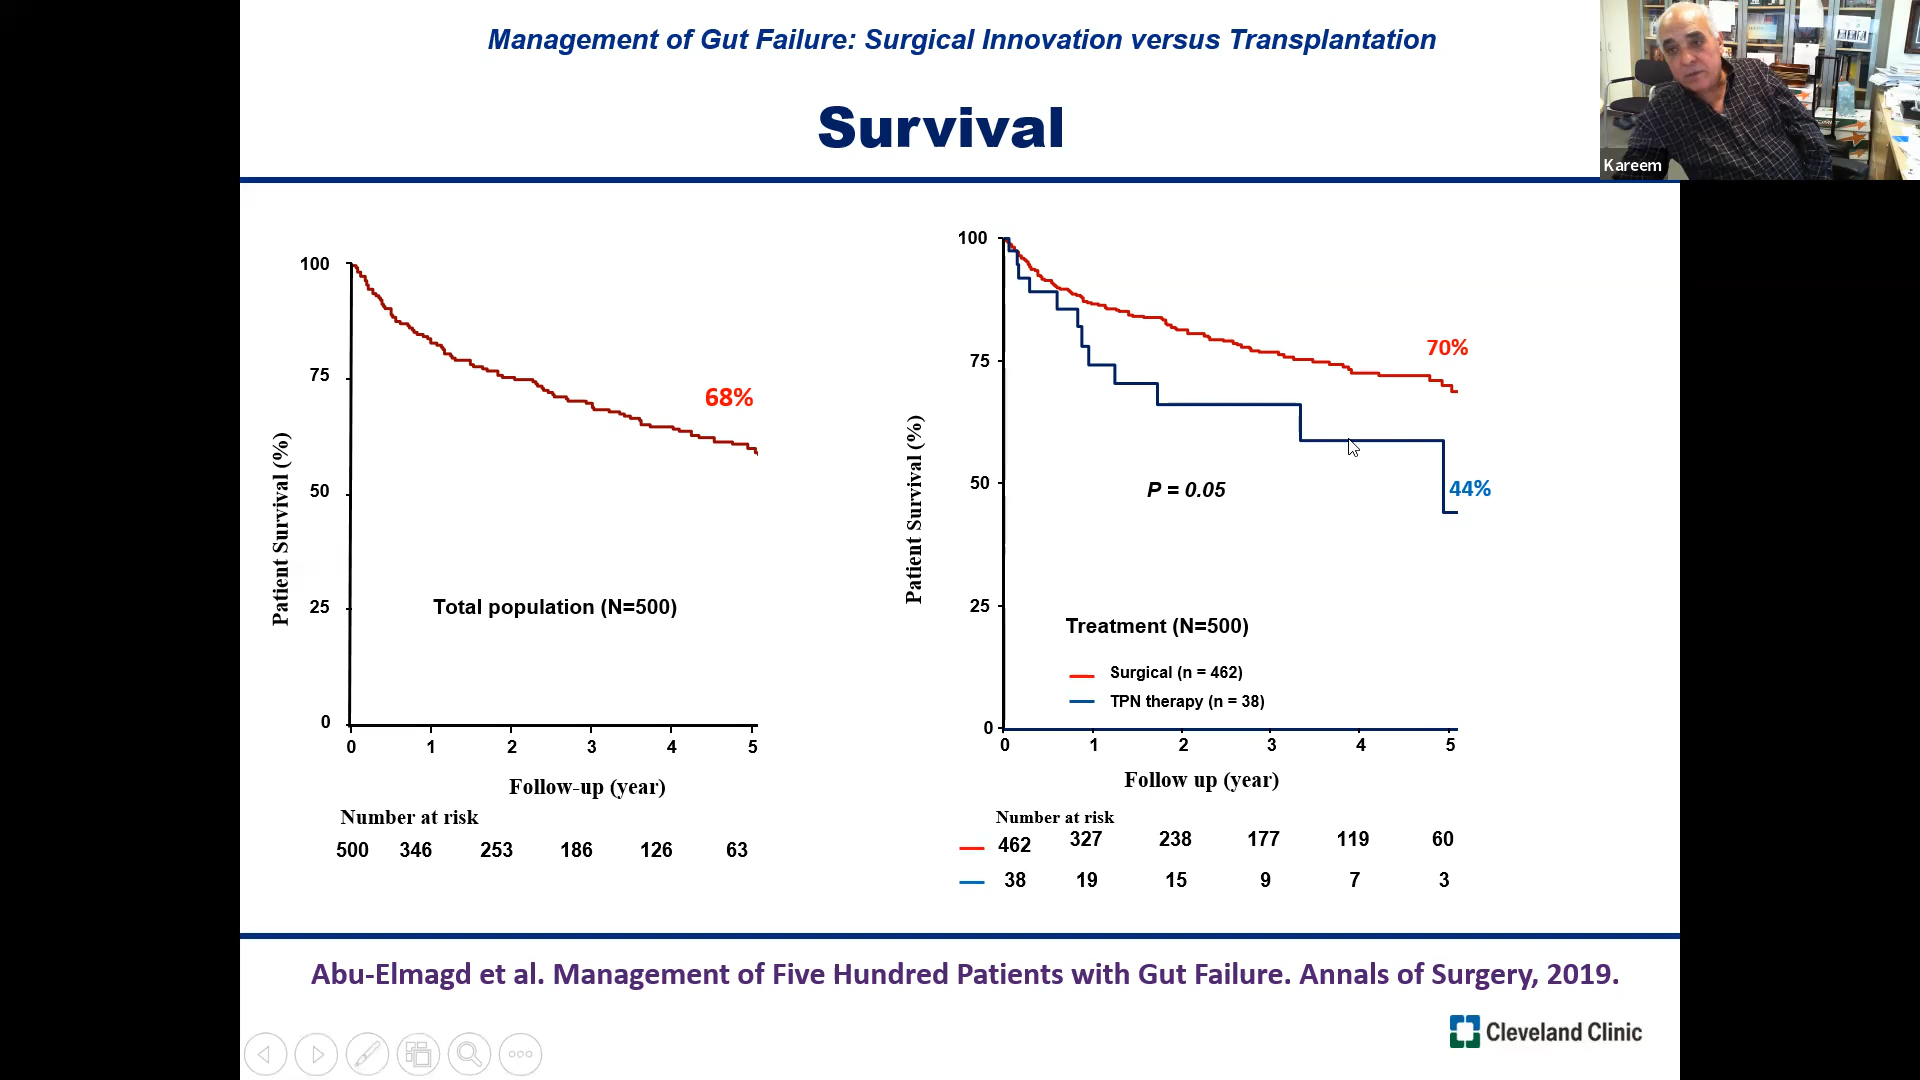 Management of Gut Failure: Surgical Innovation versus Transplantation
Survival
Kareem
100
75
50
25
0
Patient Survival (%)
68%
Total population (N=500)
0 1 2 3 4 5
Follow-up (year)
Number at risk
500 346 253 186 126 63
100
75
50
25
0
Patient Survival (%)
70%
44%
P = 0.05
Treatment (N=500)
Surgical (n = 462)
TPN therapy (n = 38)
0 1 2 3 4 5
Follow up (year)
Number at risk
462 327 238 177 119 60
38 19 15 9 7 3
Abu-Elmagd et al. Management of Five Hundred Patients with Gut Failure. Annals of Surgery, 2019.
Cleveland Clinic